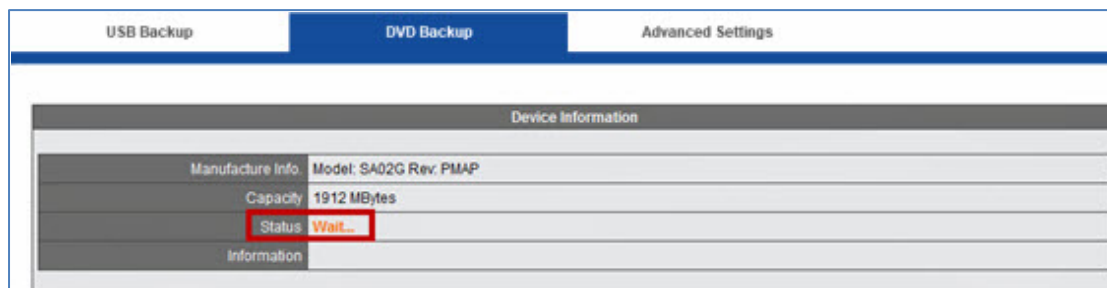 USB Backup DVD Backup Advanced Settings
Device Information
Manufacture Info. Model: SA02G Rev: PMAP
Capacity 1912 MBytes
Status Wait...
Information